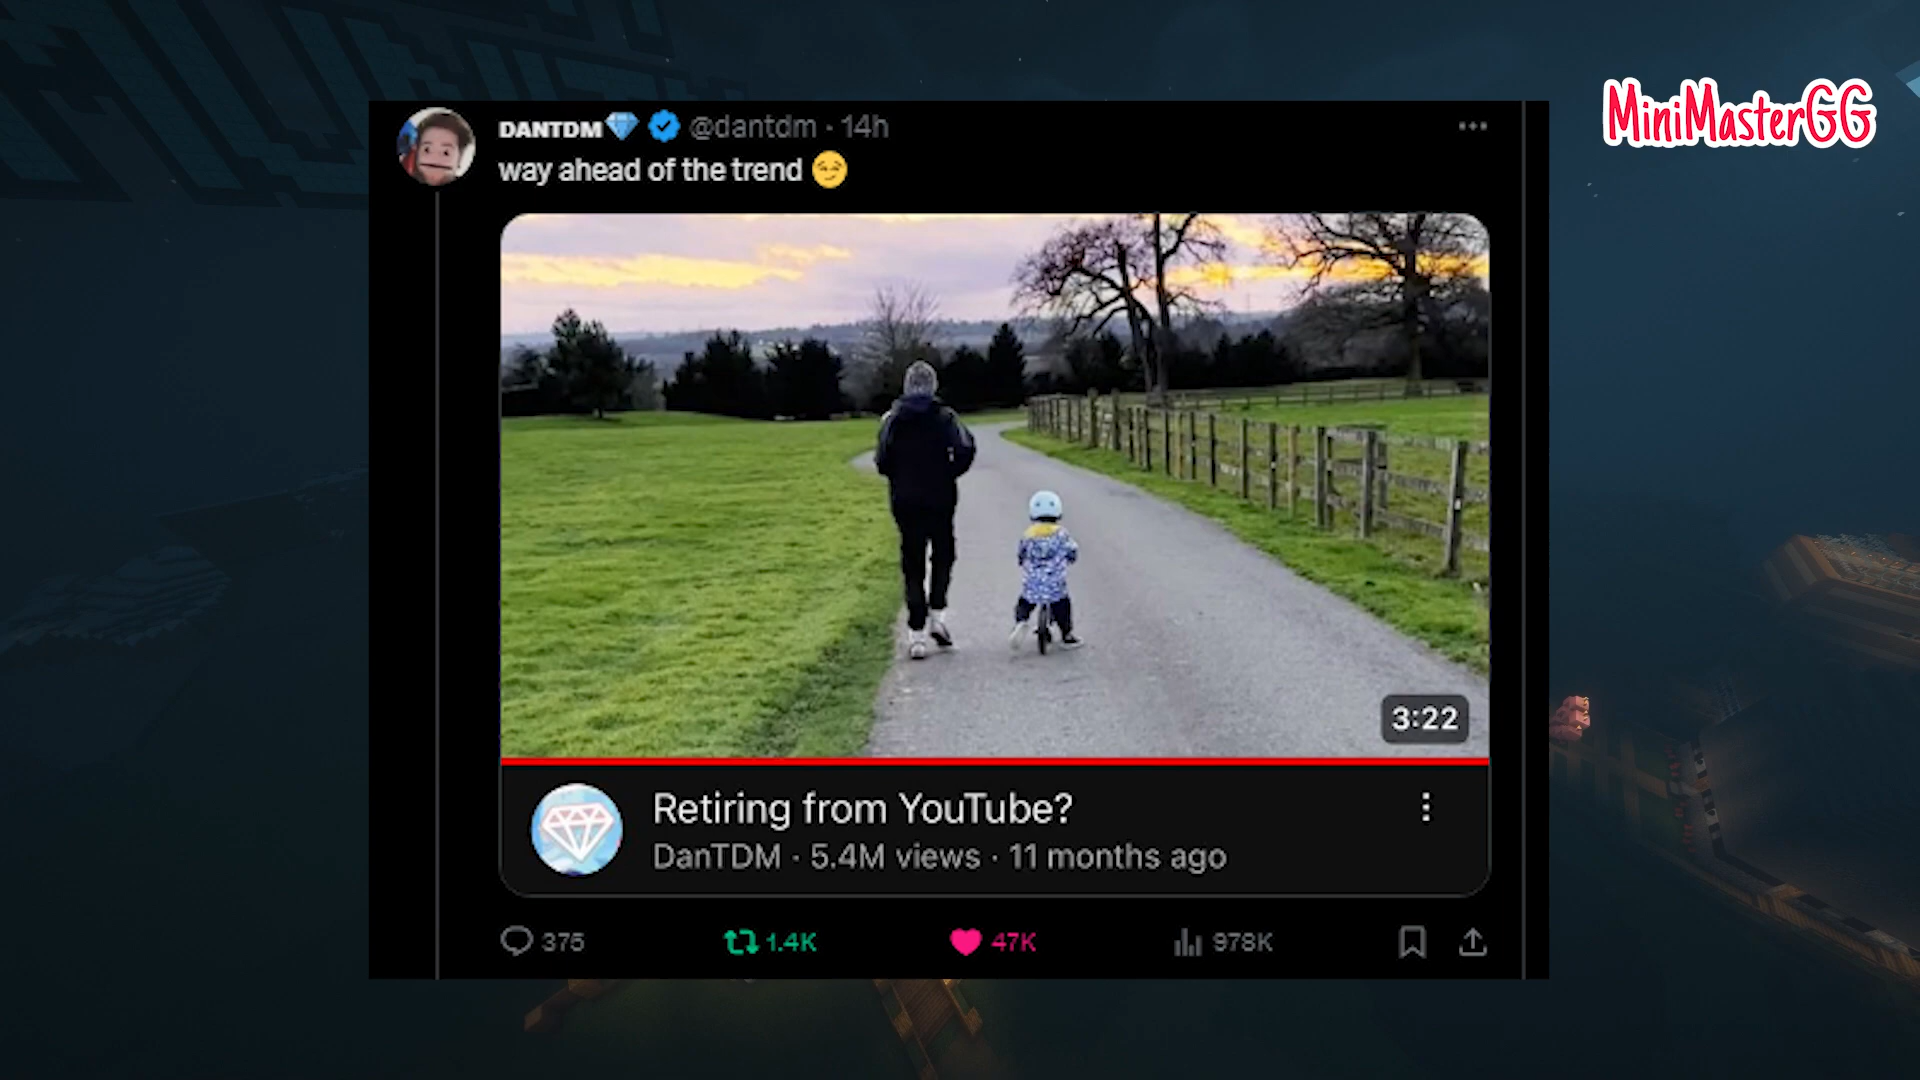 MiniMasterGG
DANTDM💎 @dantdm · 14h
way ahead of the trend 😏
3:22
Retiring from YouTube?
DanTDM · 5.4M views · 11 months ago
375 1.4K 47K 978K